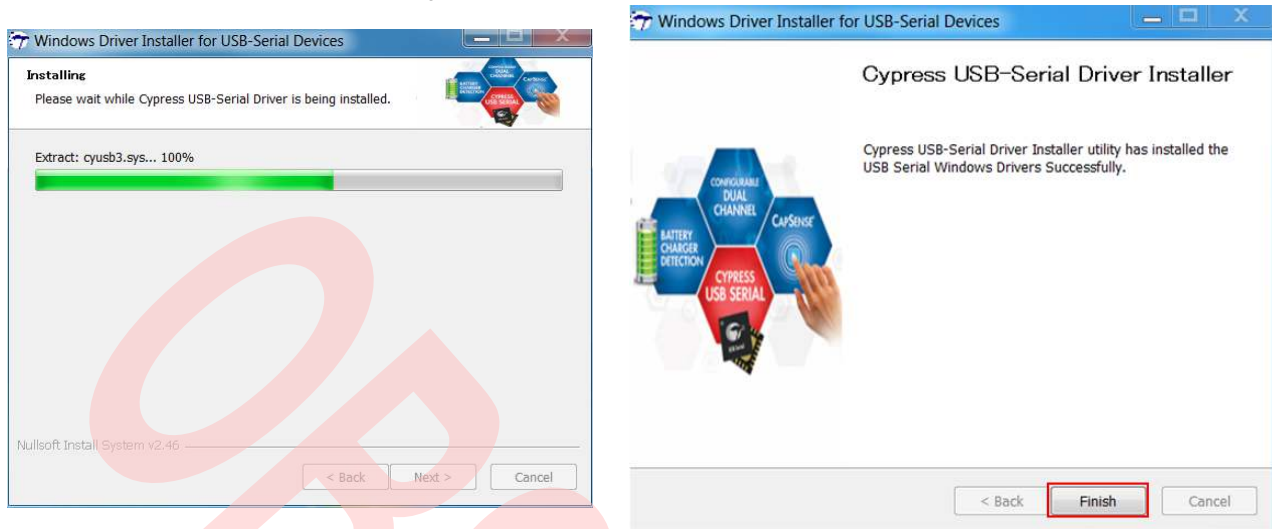 Windows Driver Installer for USB-Serial Devices
Installing
Please wait while Cypress USB-Serial Driver is being installed.
CAPSENSE
Extract: cyusb3.sys... 100%
Nullsoft Install System v2.46
< Back
Next >
Cancel
Windows Driver Installer for USB-Serial Devices
Cypress USB-Serial Driver Installer
Cypress USB-Serial Driver Installer utility has installed the
USB Serial Windows Drivers Successfully.
CONFIGURABLE
DUAL
CHANNEL
CAPSENSE
BATTERY
CHARGER
DETECTION
CYPRESS
USB SERIAL
< Back
Finish
Cancel